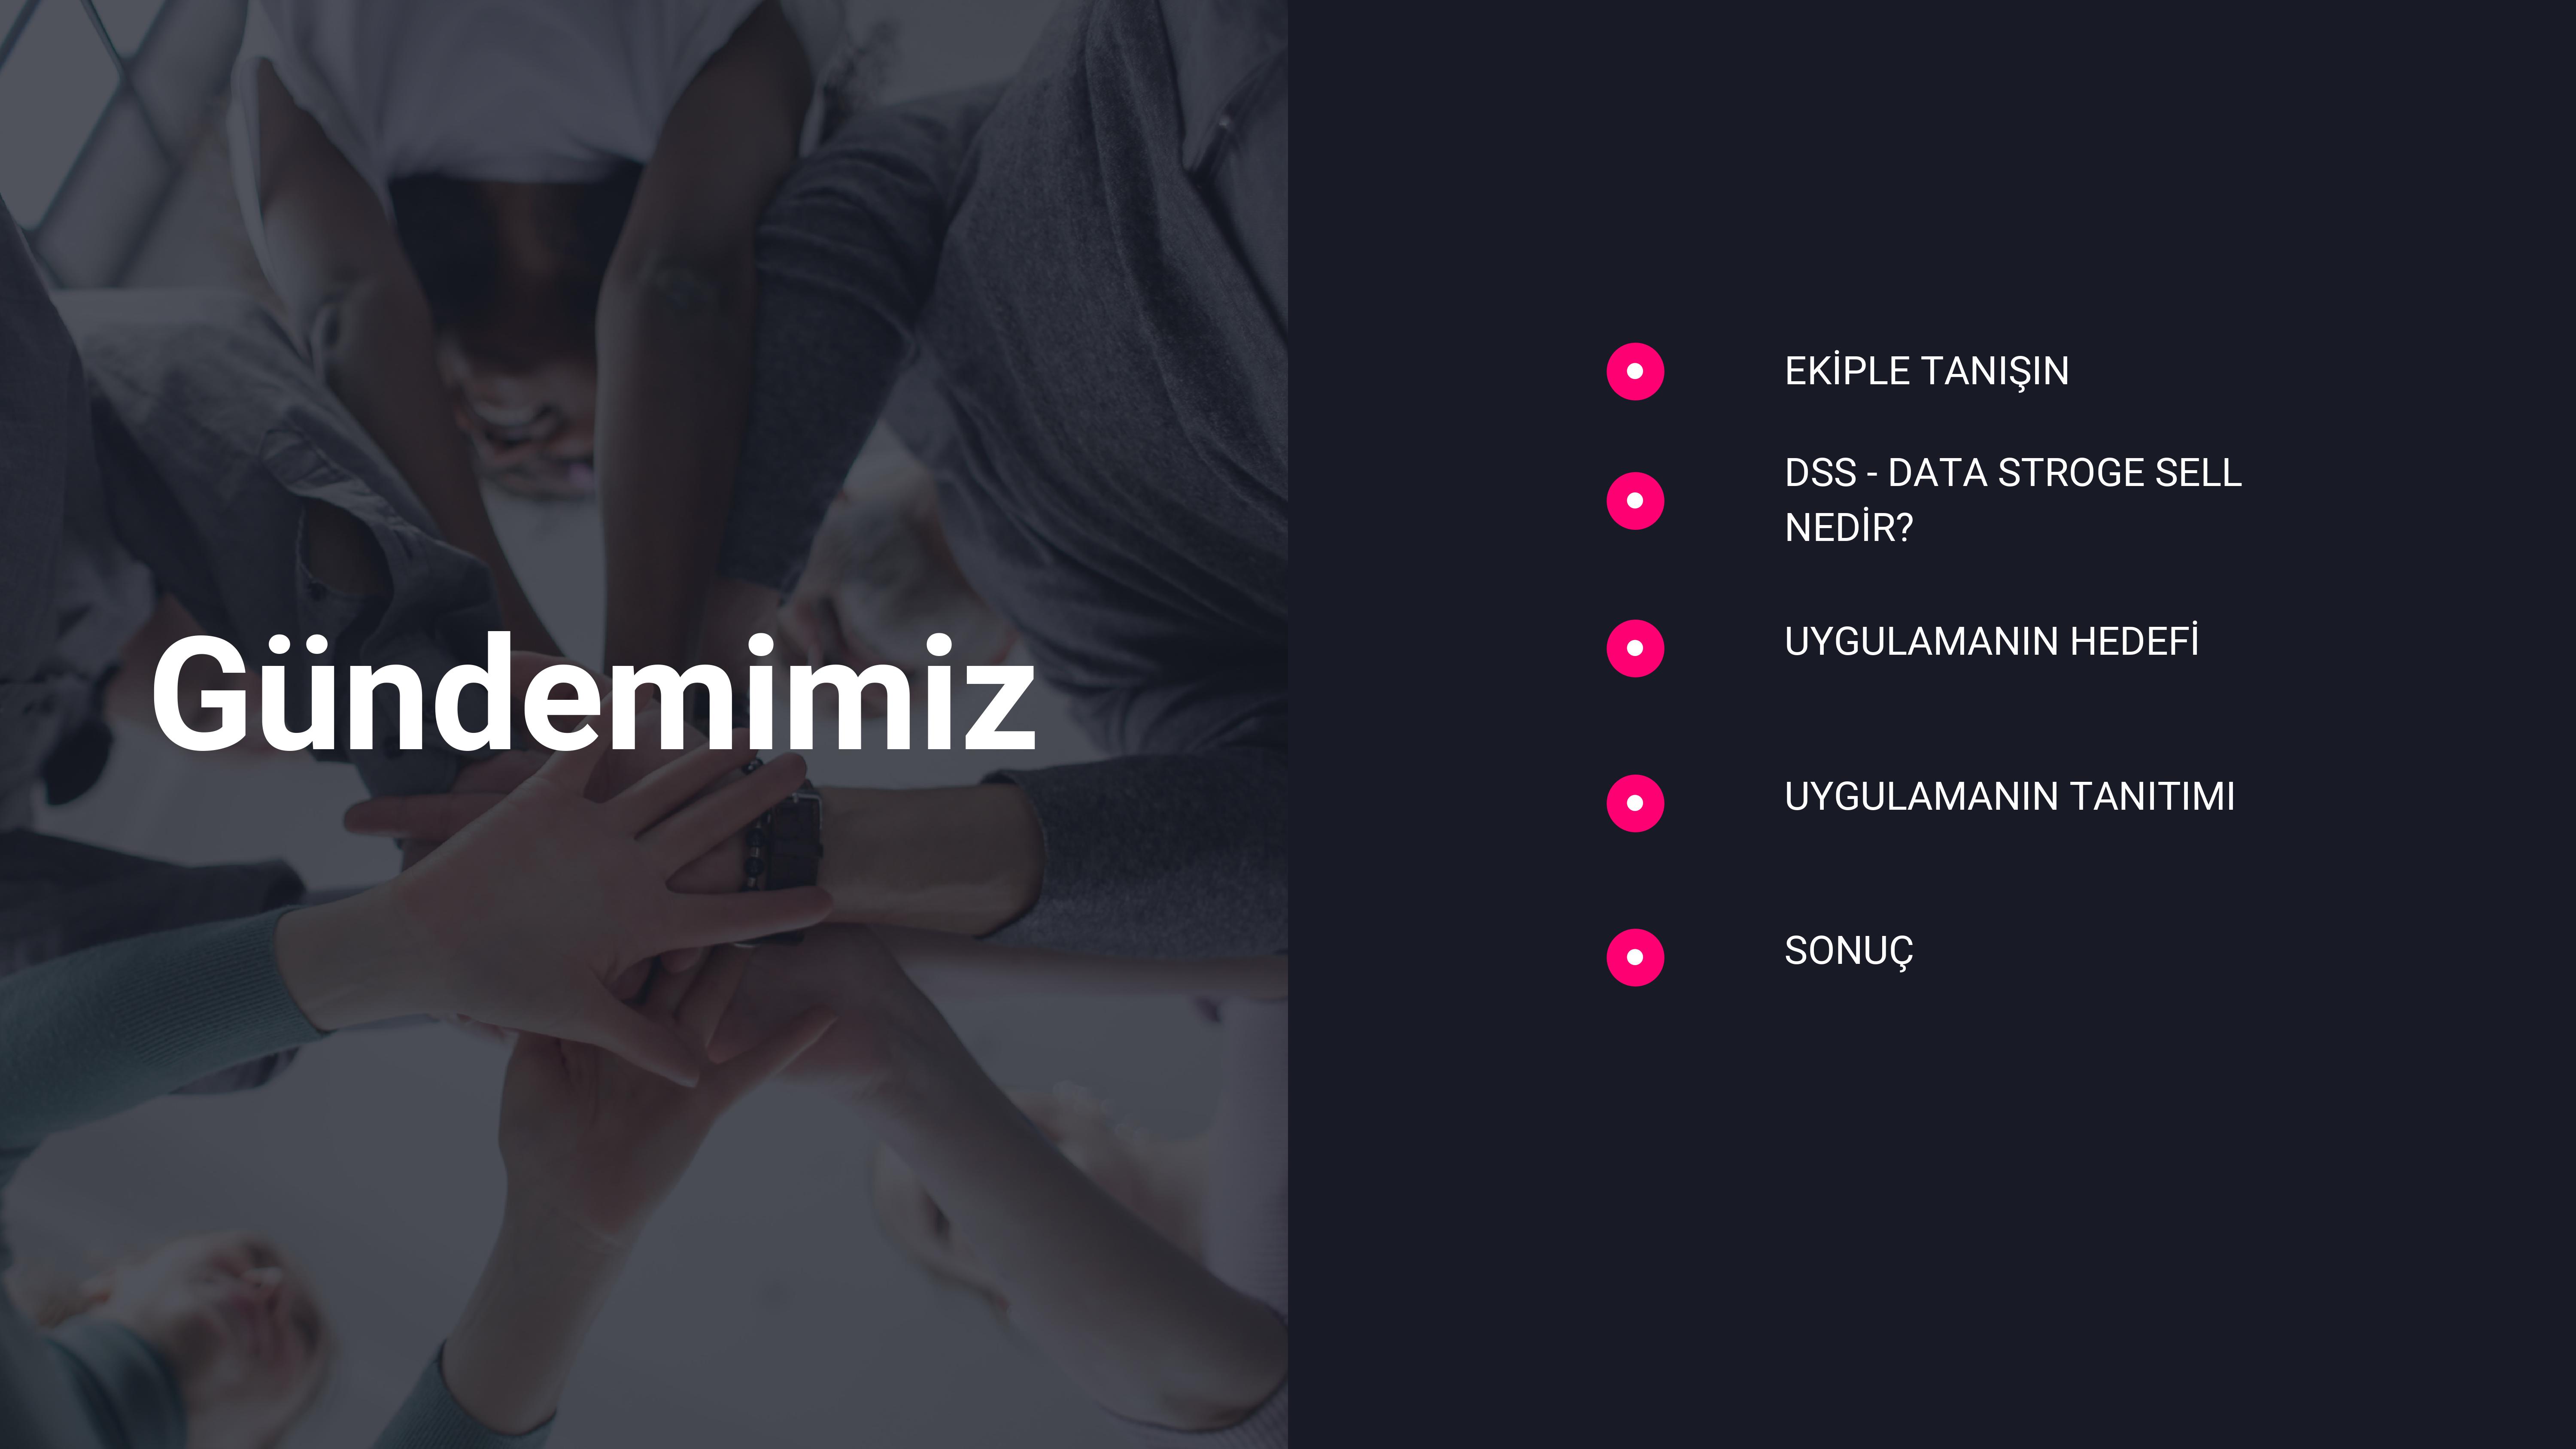 Gündemimiz
EKİPLE TANIŞIN
DSS - DATA STROGE SELL
NEDİR?
UYGULAMANIN HEDEFİ
UYGULAMANIN TANITIMI
SONUÇ